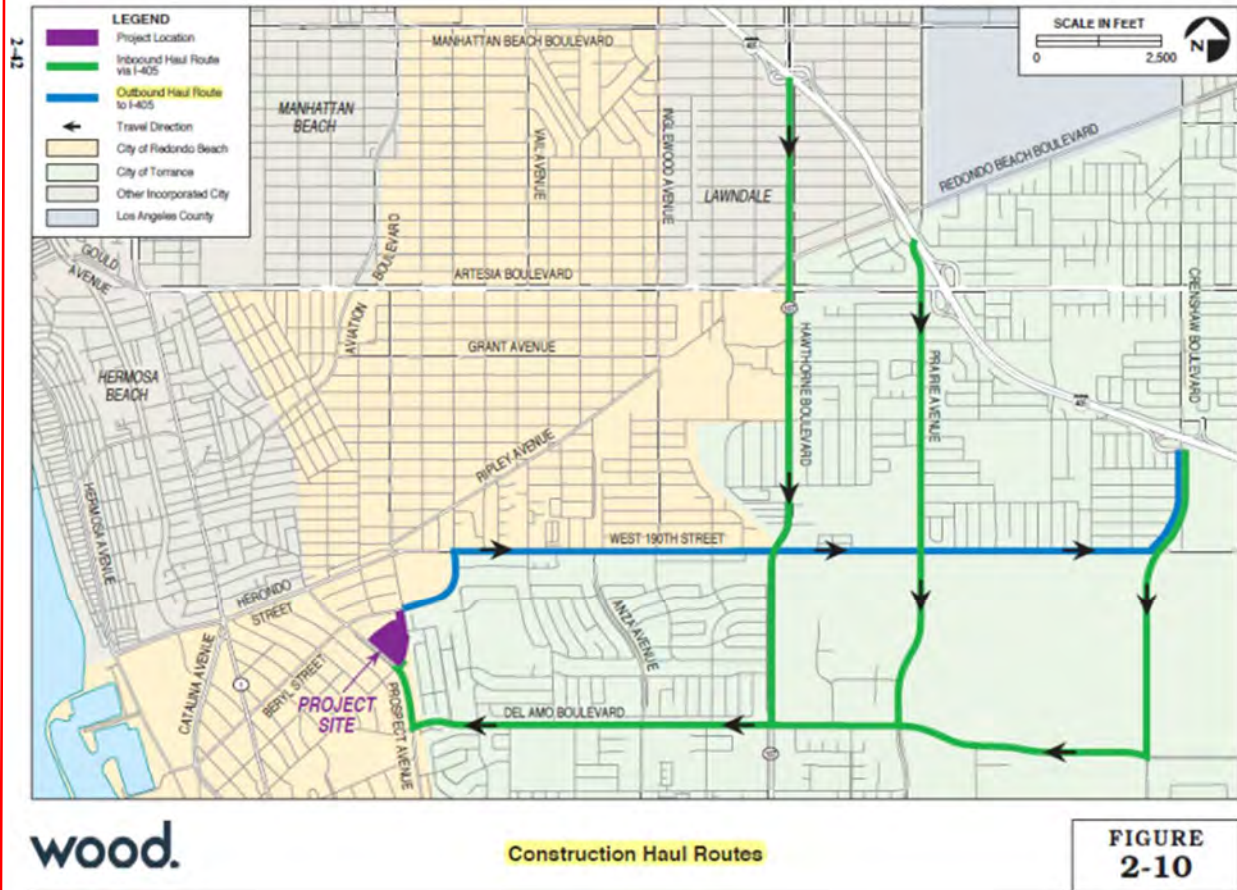 2-42
LEGEND
Project Location
Inbound Haul Route
via I-405
Outbound Haul Route
to I-405
Travel Direction
City of Redondo Beach
City of Torrance
Other Incorporated City
Los Angeles County
SCALE IN FEET
0 2,500
N
MANHATTAN BEACH BOULEVARD
MANHATTAN
BEACH
VAIL AVENUE
INGLEWOOD AVENUE
LAWNDALE
REDONDO BEACH BOULEVARD
GOULD
AVENUE
AVIATION BOULEVARD
ARTESIA BOULEVARD
CRENSHAW BOULEVARD
HAWTHORNE BOULEVARD
PRAIRIE AVENUE
GRANT AVENUE
HERMOSA
BEACH
RIPLEY AVENUE
HERMOSA AVENUE
WEST 190TH STREET
HERONDO
STREET
ANZA AVENUE
CATALINA AVENUE
1
BERYL STREET
PROJECT
SITE
PROSPECT AVENUE
DEL AMO BOULEVARD
wood.
Construction Haul Routes
FIGURE
2-10